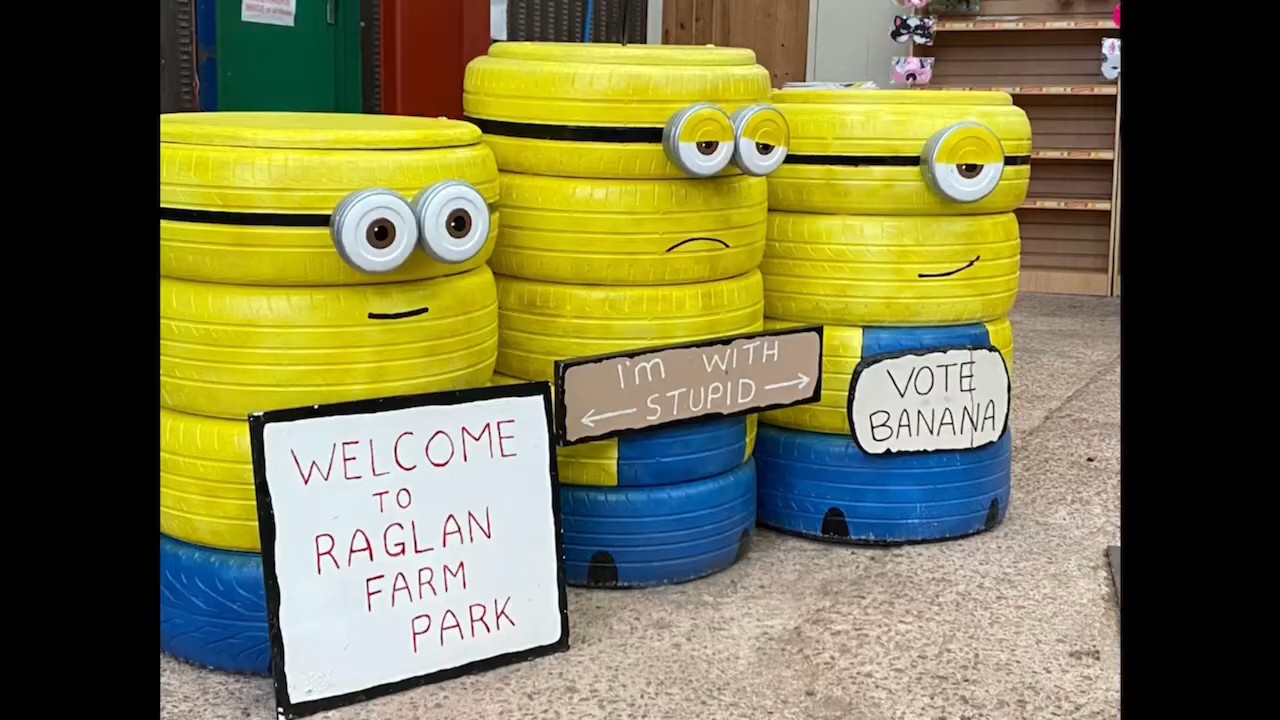 WELCOME
TO
RAGLAN
FARM
PARK
I'm WITH
← STUPID →
VOTE
BANANA